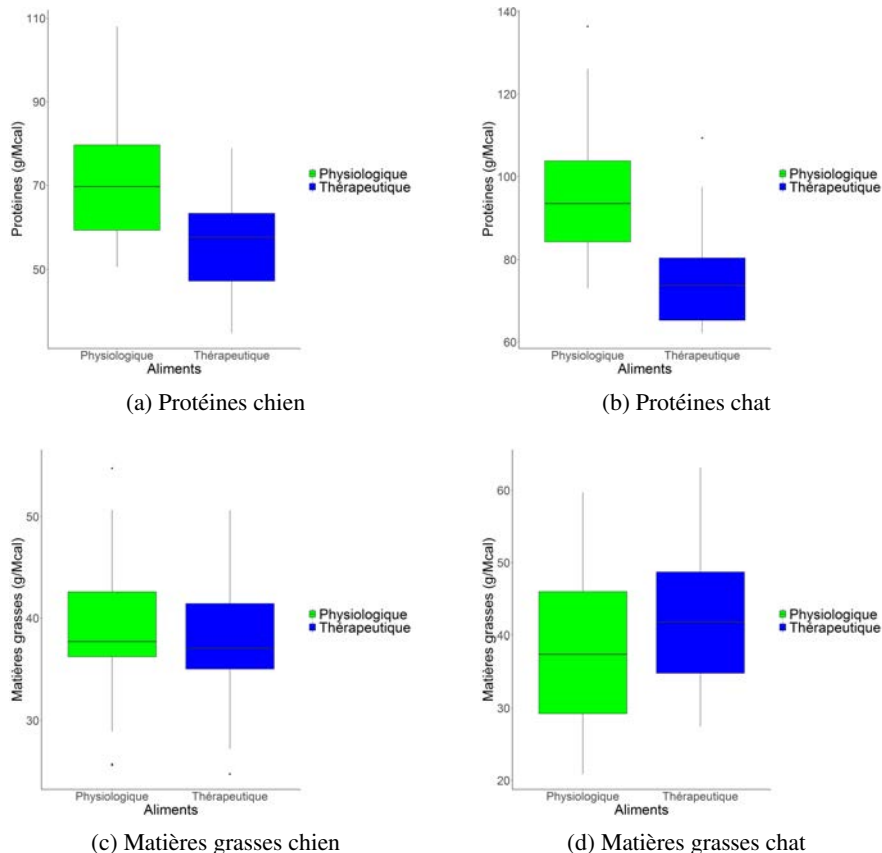 110
90
70
50
Protéines (g/Mcal)
Physiologique
Thérapeutique
Physiologique Thérapeutique
Aliments
(a) Protéines chien
140
120
100
80
60
Protéines (g/Mcal)
Physiologique
Thérapeutique
Physiologique Thérapeutique
Aliments
(b) Protéines chat
50
40
30
Matières grasses (g/Mcal)
Physiologique
Thérapeutique
Physiologique Thérapeutique
Aliments
(c) Matières grasses chien
60
50
40
30
20
Matières grasses (g/Mcal)
Physiologique
Thérapeutique
Physiologique Thérapeutique
Aliments
(d) Matières grasses chat